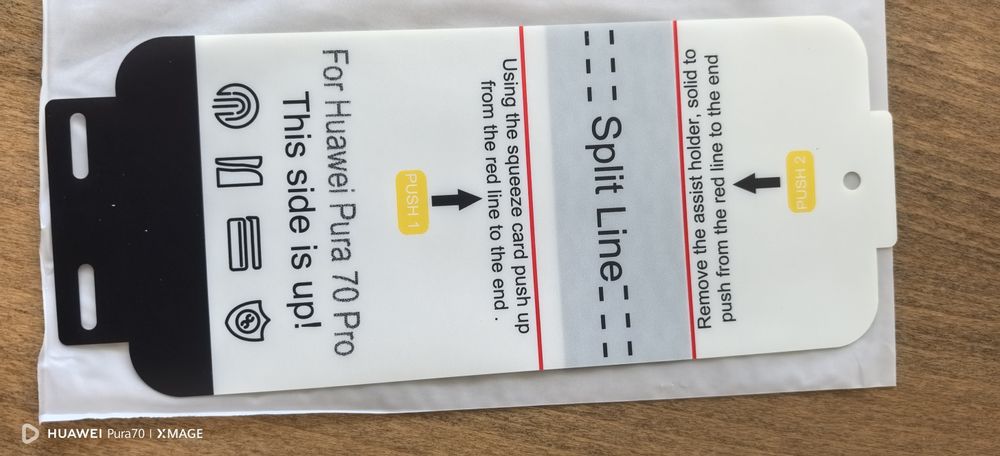 For Huawei Pura 70 Pro
This side is up!
PUSH 1
Using the squeeze card push up
from the red line to the end .
Split Line
Remove the assist holder, solid to
push from the red line to the end
PUSH 2
HUAWEI Pura70 | XMAGE